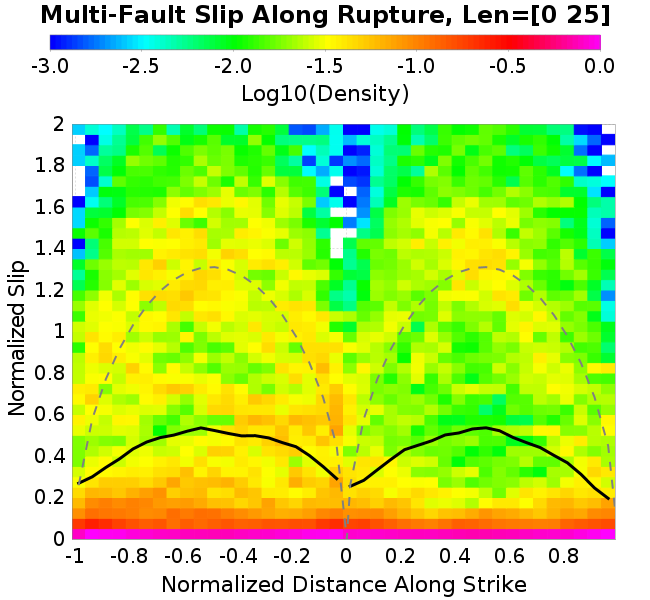 Multi-Fault Slip Along Rupture, Len=[0 25]
-3.0 -2.5 -2.0 -1.5 -1.0 -0.5 0.0
Log10(Density)
2
1.8
1.6
1.4
1.2
1
0.8
0.6
0.4
0.2
0
Normalized Slip
-1 -0.8 -0.6 -0.4 -0.2 0 0.2 0.4 0.6 0.8
Normalized Distance Along Strike